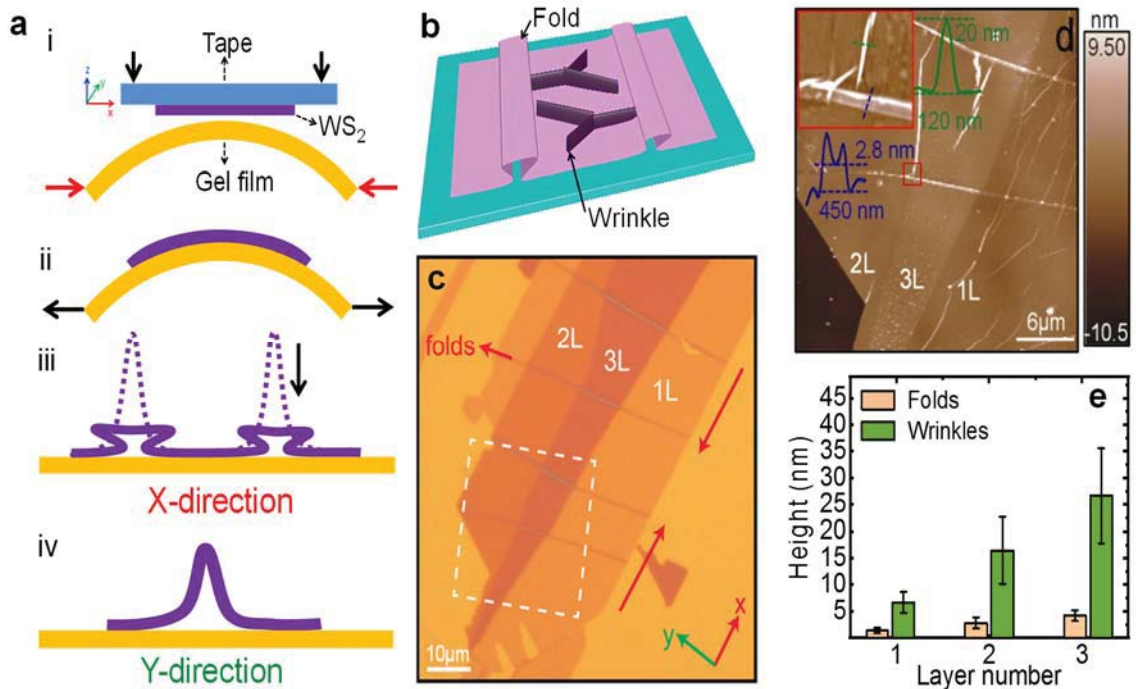 a
i
Tape
z
y
x
WS2
Gel film
ii
iii
X-direction
iv
Y-direction
b
Fold
Wrinkle
c
folds
2L
3L
1L
x
y
10μm
d
20 nm
120 nm
2.8 nm
450 nm
2L
3L
1L
6μm
nm
9.50
-10.5
e
Folds
Wrinkles
Height (nm)
45
40
35
30
25
20
15
10
5
1 2 3
Layer number